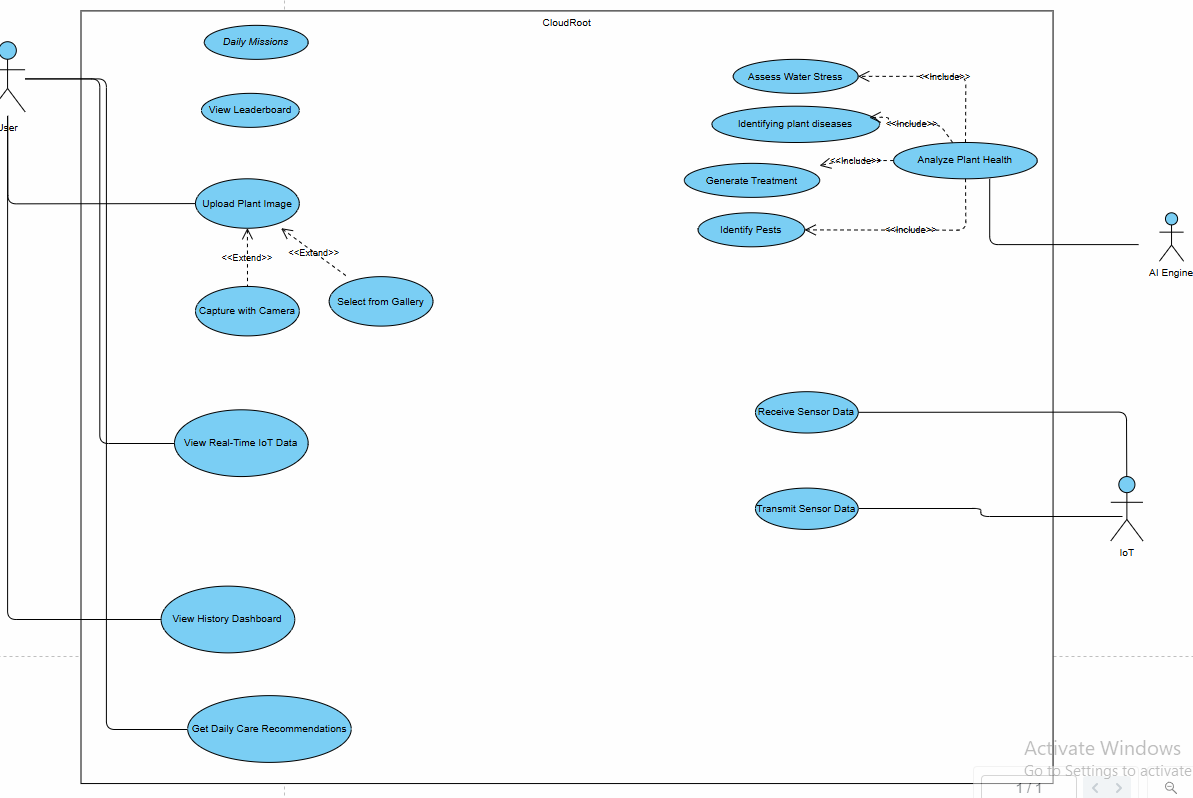 CloudRoot
Daily Missions
Assess Water Stress
<<Include>>
View Leaderboard
Identifying plant diseases
<<Include>>
User
Analyze Plant Health
<<Include>>
Generate Treatment
Upload Plant Image
Identify Pests
<<Include>>
<<Extend>>
<<Extend>>
AI Engine
Capture with Camera
Select from Gallery
Receive Sensor Data
View Real-Time IoT Data
Transmit Sensor Data
IoT
View History Dashboard
Get Daily Care Recommendations
Activate Windows
Go to Settings to activate
1 / 1